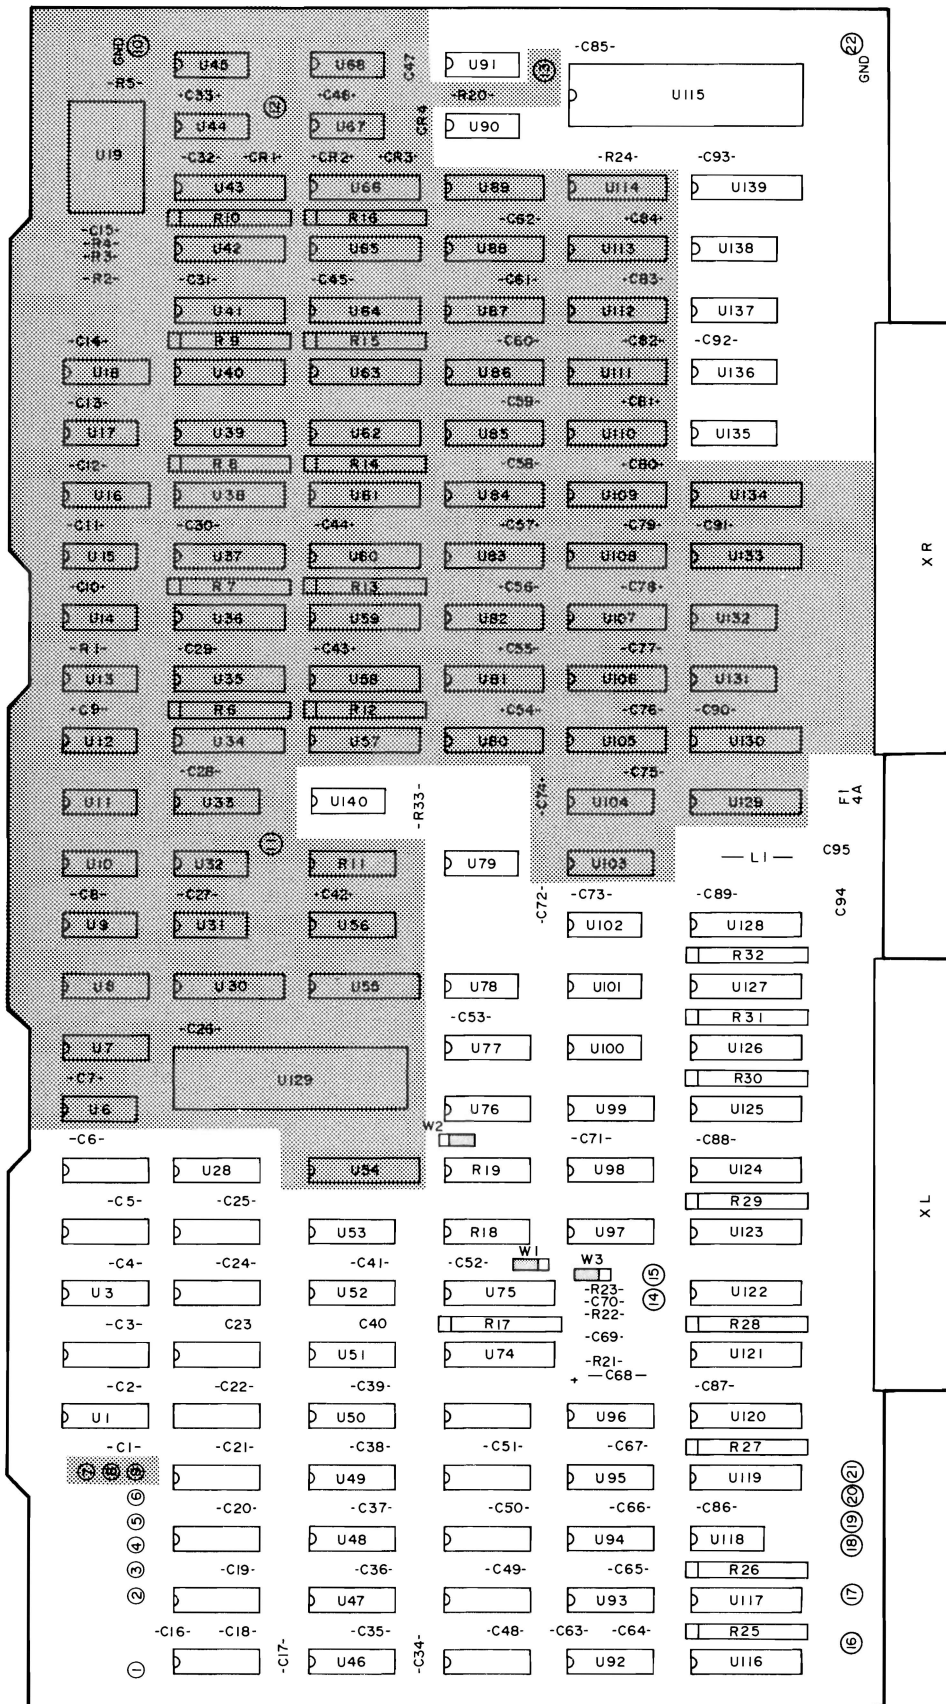 GND ⑩ U45 U68 C47 U91 ⑬ -C85- GND ㉒
-R5- -C33- ⑫ -C46- -R20- U115
U44 U67 CR4 U90
U19 -C32- -CR1- -CR2- -CR3- -R24- -C93-
U43 U66 U89 U114 U139
R10 R16 -C62- -C84-
-C15-
-R4- U42 U65 U88 U113 U138
-R3-
-R2- -C31- -C45- -C61- -C83-
U41 U64 U87 U112 U137
-C14- R9 R15 -C60- -C82- -C92-
U18 U40 U63 U86 U111 U136
-C13- -C59- -C81-
U17 U39 U62 U85 U110 U135
-C12- R8 R14 -C58- -C80-
U16 U38 U61 U84 U109 U134
-C11- -C30- -C44- -C57- -C79- -C91-
U15 U37 U60 U83 U108 U133 XR
-C10- R7 R13 -C56- -C78-
U14 U36 U59 U82 U107 U132
-R1- -C29- -C43- -C55- -C77-
U13 U35 U58 U81 U106 U131
-C9- R6 R12 -C54- -C76- -C90-
U12 U34 U57 U80 U105 U130
-C28- -C75-
U11 U33 U140 -R33- -C74- U104 U129 F1 4A
⑪
U10 U32 R11 U79 U103 —L1— C95
-C8- -C27- -C42- -C72- -C73- -C89- C94
U9 U31 U56 U102 U128
R32
U8 U30 U55 U78 U101 U127
-C26- -C53- R31
U7 U77 U100 U126
-C7- U129 R30
U6 U76 U99 U125
-C6- W2 -C71- -C88-
U28 U54 R19 U98 U124
-C5- -C25- R29 XL
U53 R18 U97 U123
-C4- -C24- -C41- -C52- W1 W3 ⑮
U3 U52 U75 -R23- ⑭ U122
-C70-
-R22-
-C3- C23 C40 R17 -C69- R28
U51 U74 -R21- U121
-C2- -C22- -C39- + —C68— -C87-
U1 U50 U96 U120
-C1- -C21- -C38- -C51- -C67- R27
⑦ ⑧ ⑨ U49 U95 U119 ㉑
⑥ -C20- -C37- -C50- -C66- -C86- ⑳
⑤ ⑲
④ U48 U94 U118 ⑱
③ -C19- -C36- -C49- -C65- R26
② U47 U93 U117 ⑰
-C16- -C18- -C35- -C48- -C63- -C64- R25 ⑯
① -C17- U46 -C34- U92 U116